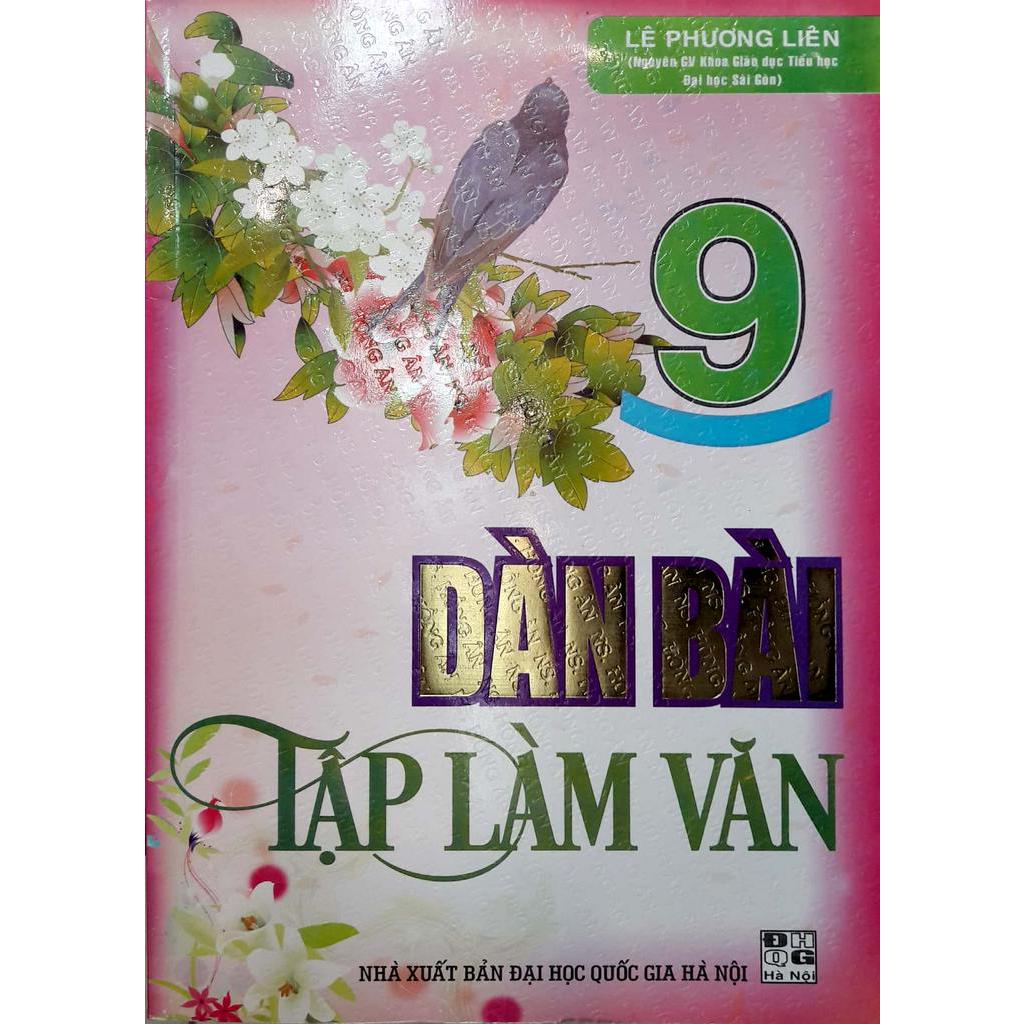 LÊ PHƯƠNG LIÊN
(Nguyên GV Khoa Giáo dục Tiểu học
Đại học Sài Gòn)
9
DÀN BÀI
TẬP LÀM VĂN
NHÀ XUẤT BẢN ĐẠI HỌC QUỐC GIA HÀ NỘI
ĐH
QG
Hà Nội